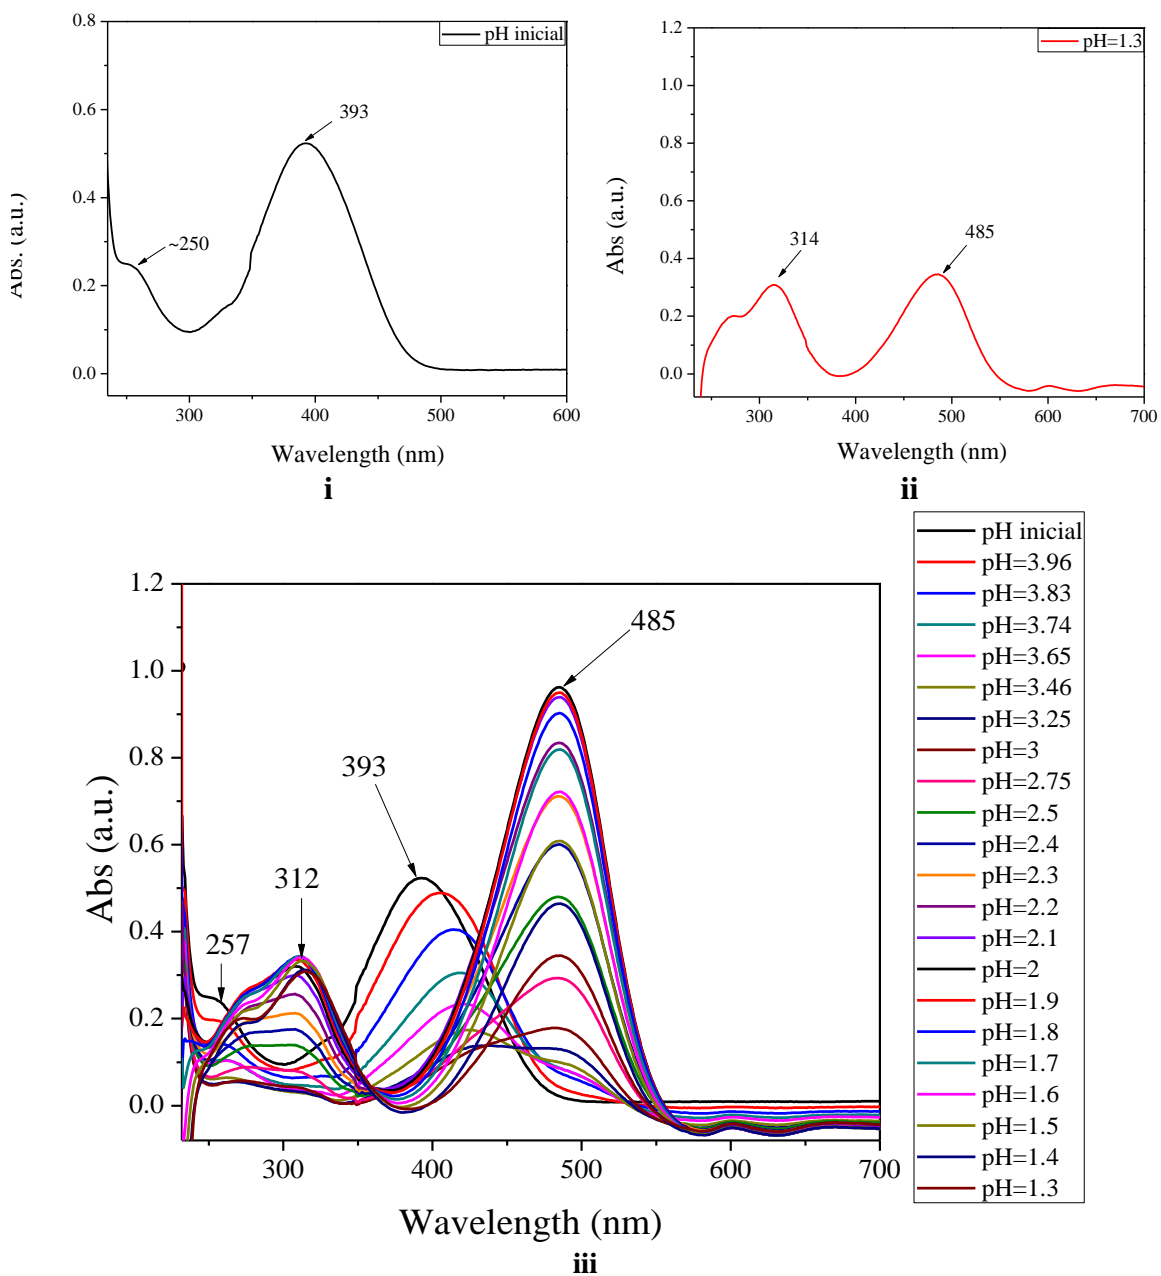 0.8
0.6
0.4
0.2
0.0
Abs. (a.u.)
pH inicial
393
~250
300
400
500
600
Wavelength (nm)
i
1.2
1.0
0.8
0.6
0.4
0.2
0.0
Abs (a.u.)
pH=1.3
314
485
300
400
500
600
700
Wavelength (nm)
ii
1.2
1.0
0.8
0.6
0.4
0.2
0.0
Abs (a.u.)
485
393
312
257
300
400
500
600
700
Wavelength (nm)
pH inicial
pH=3.96
pH=3.83
pH=3.74
pH=3.65
pH=3.46
pH=3.25
pH=3
pH=2.75
pH=2.5
pH=2.4
pH=2.3
pH=2.2
pH=2.1
pH=2
pH=1.9
pH=1.8
pH=1.7
pH=1.6
pH=1.5
pH=1.4
pH=1.3
iii